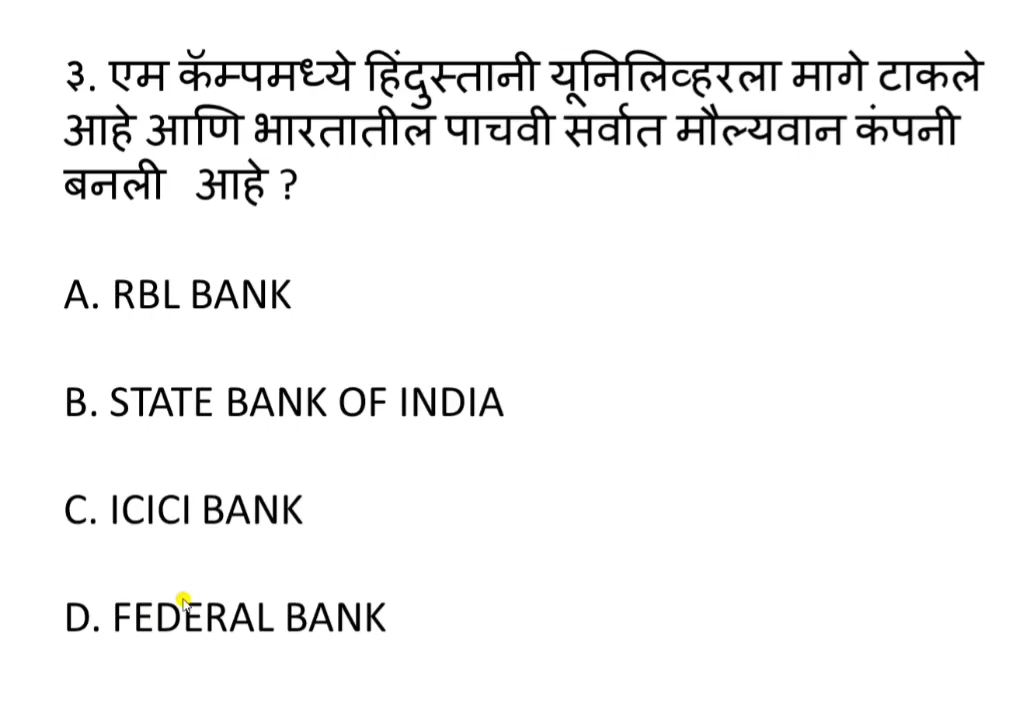 ३. एम कॅम्पमध्ये हिंदुस्तानी यूनिलिव्हरला मागे टाकले
आहे आणि भारतातील पाचवी सर्वात मौल्यवान कंपनी
बनली आहे ?
A. RBL BANK
B. STATE BANK OF INDIA
C. ICICI BANK
D. FEDERAL BANK